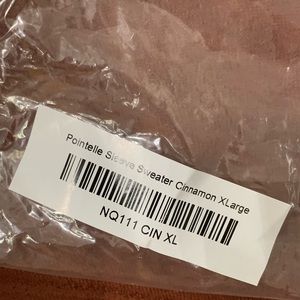 Pointelle Sleeve Sweater Cinnamon XLarge
NQ111 CIN XL